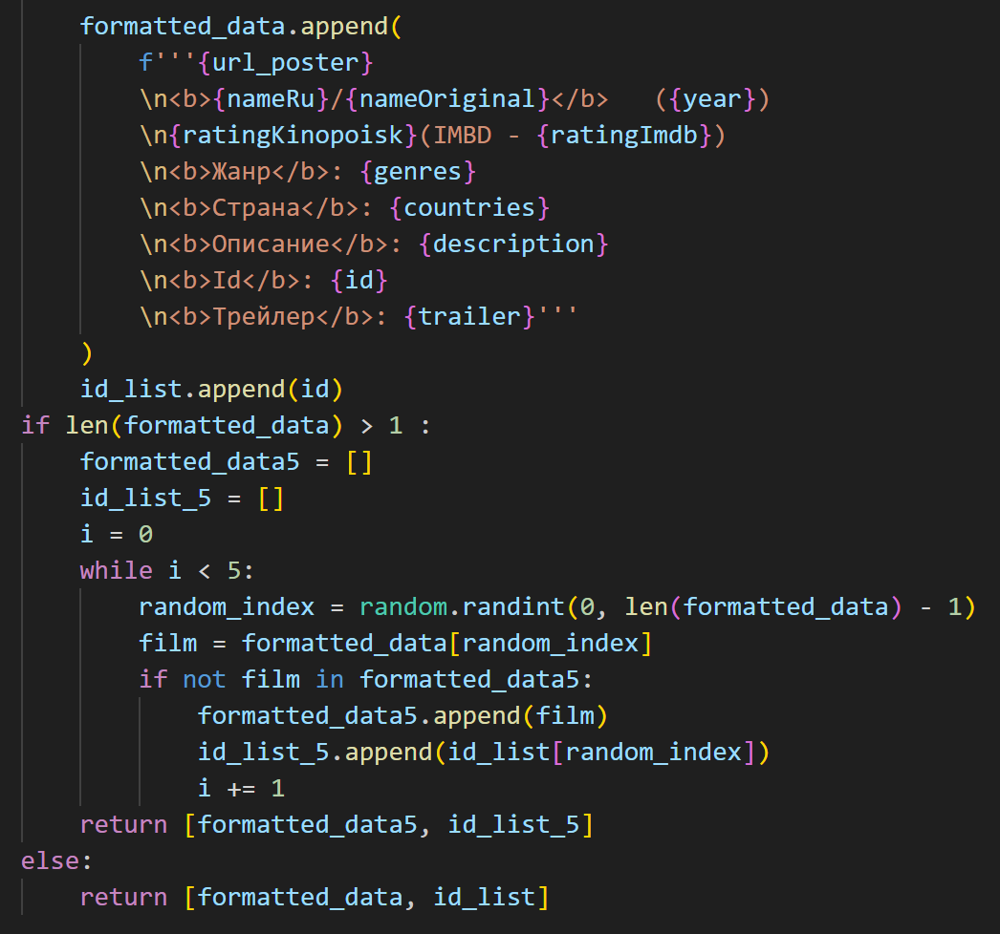 formatted_data.append(
f'''{url_poster}
\n<b>{nameRu}/{nameOriginal}</b>   ({year})
\n{ratingKinopoisk}(IMBD - {ratingImdb})
\n<b>Жанр</b>: {genres}
\n<b>Страна</b>: {countries}
\n<b>Описание</b>: {description}
\n<b>Id</b>: {id}
\n<b>Трейлер</b>: {trailer}'''
)
id_list.append(id)
if len(formatted_data) > 1 :
formatted_data5 = []
id_list_5 = []
i = 0
while i < 5:
random_index = random.randint(0, len(formatted_data) - 1)
film = formatted_data[random_index]
if not film in formatted_data5:
formatted_data5.append(film)
id_list_5.append(id_list[random_index])
i += 1
return [formatted_data5, id_list_5]
else:
return [formatted_data, id_list]